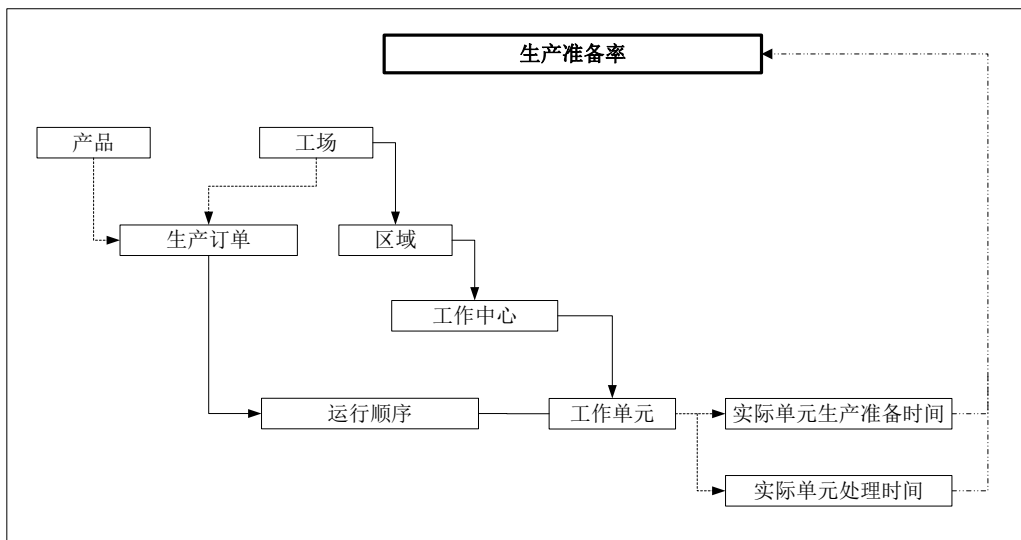 生产准备率
产品
工场
生产订单
区域
工作中心
运行顺序
工作单元
实际单元生产准备时间
实际单元处理时间